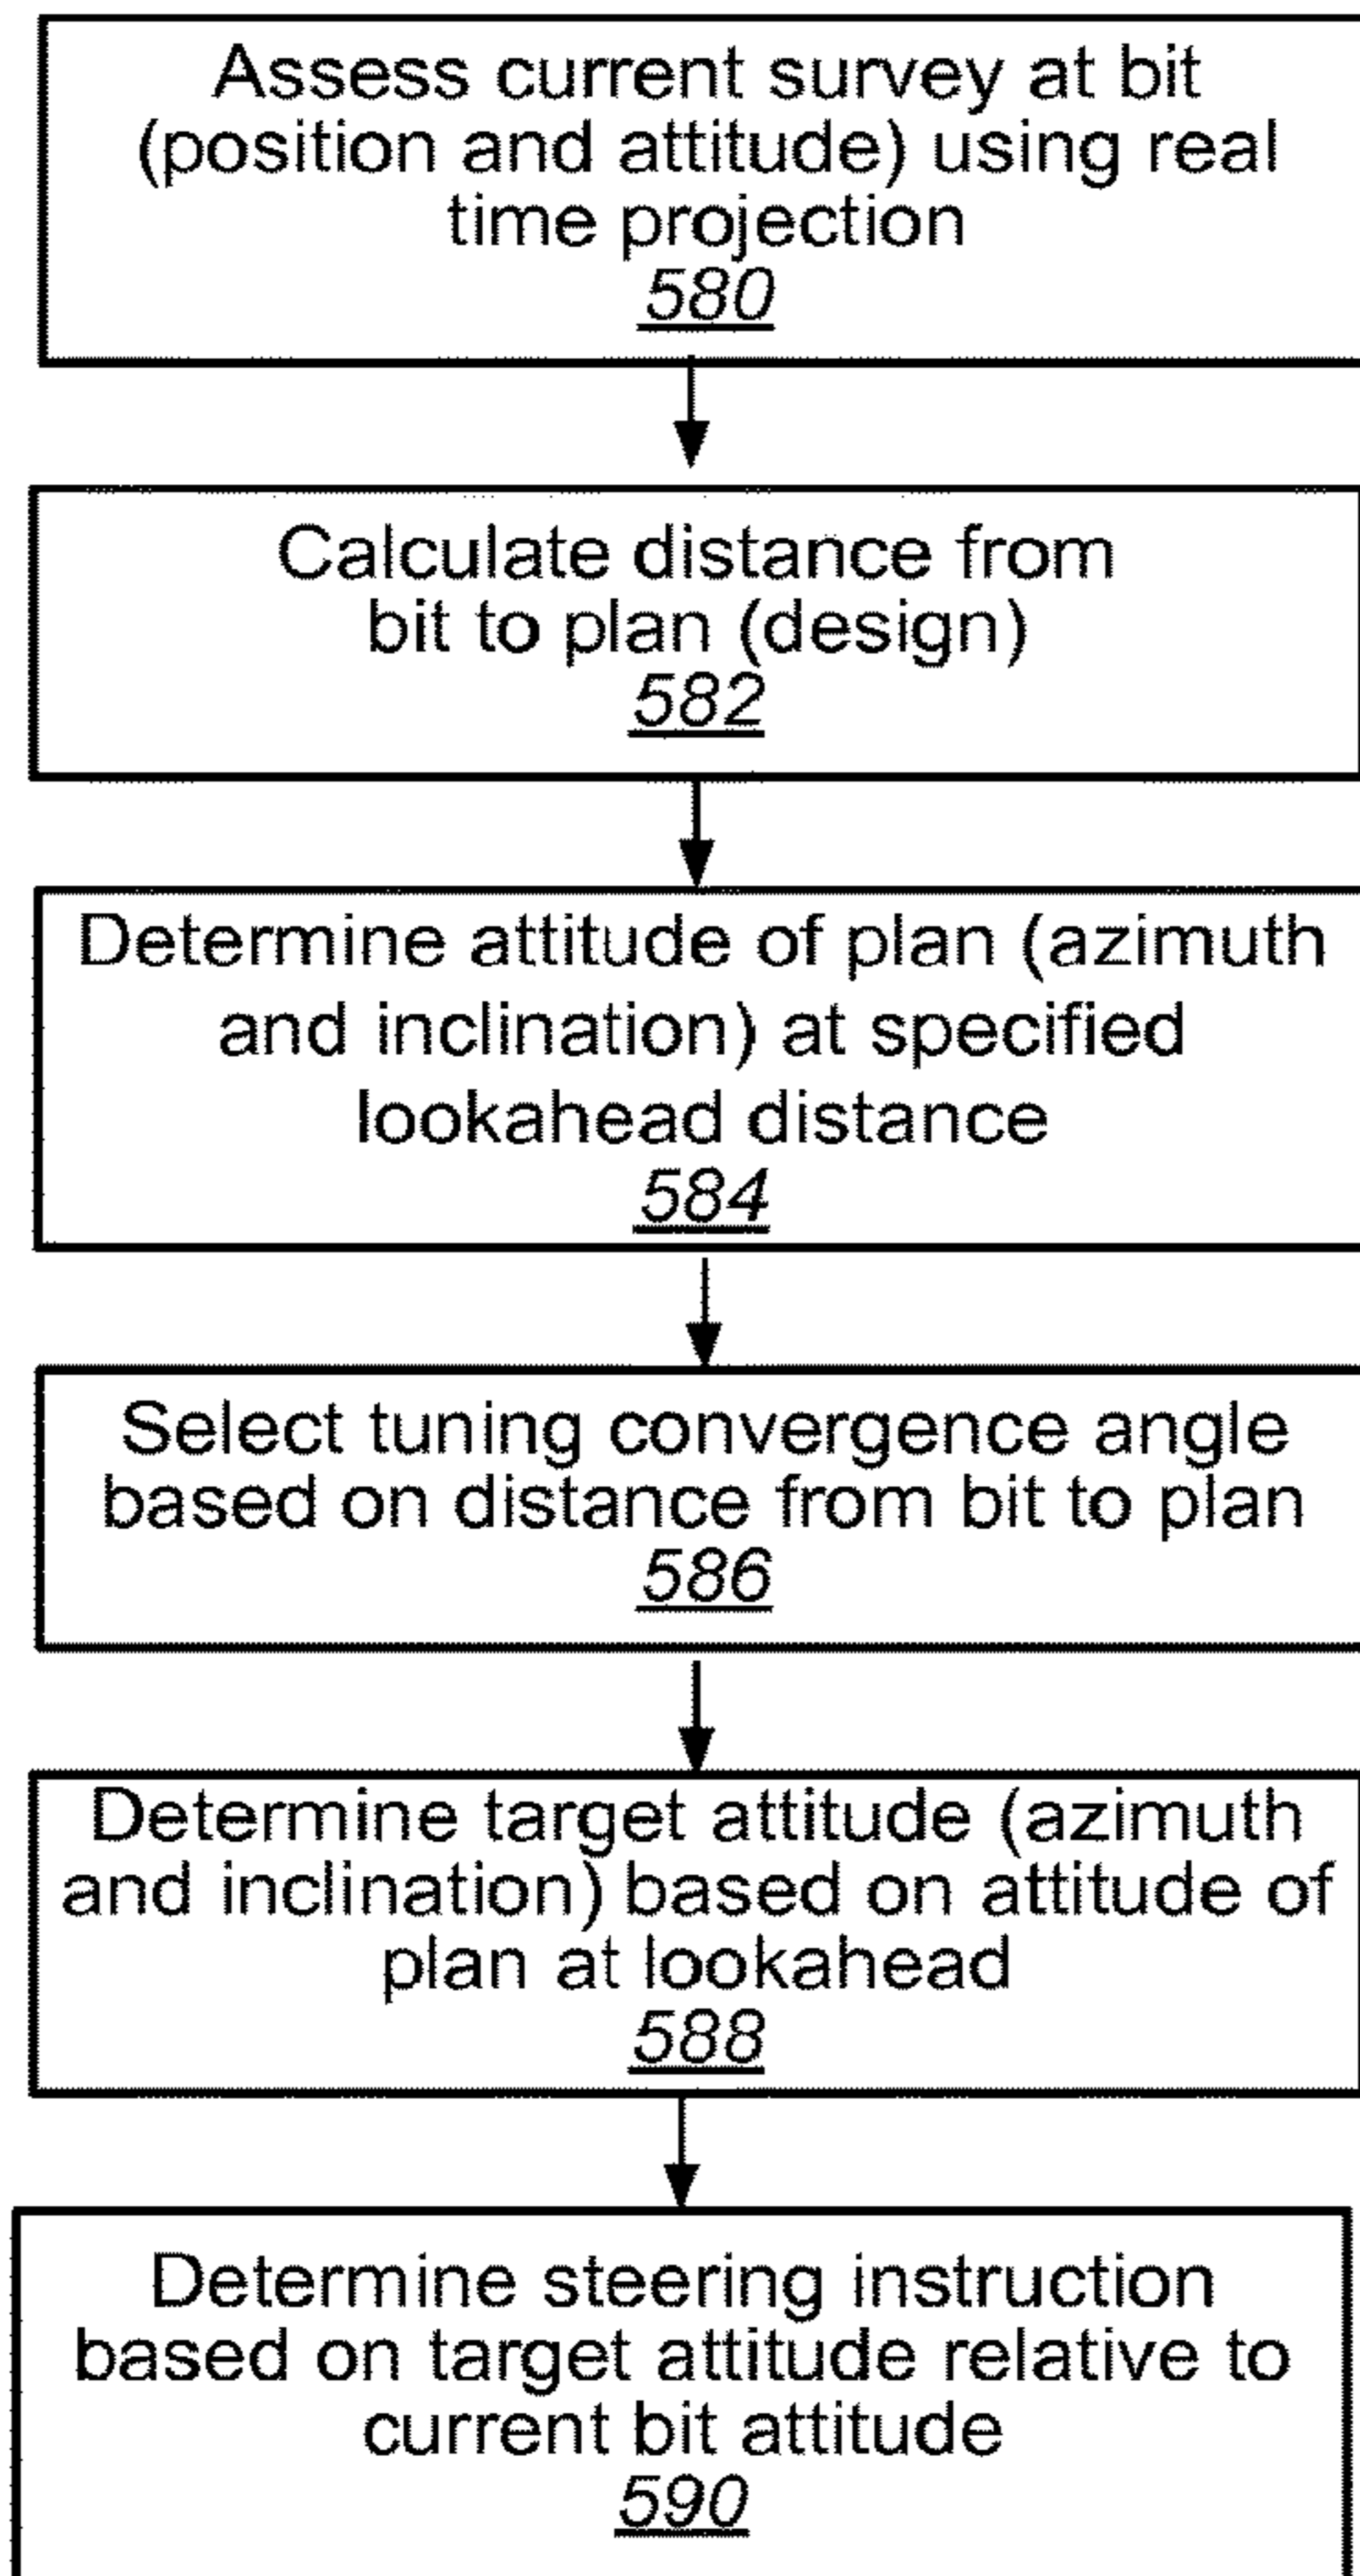 Assess current survey at bit
(position and attitude) using real
time projection
580
Calculate distance from
bit to plan (design)
582
Determine attitude of plan (azimuth
and inclination) at specified
lookahead distance
584
Select tuning convergence angle
based on distance from bit to plan
586
Determine target attitude (azimuth
and inclination) based on attitude of
plan at lookahead
588
Determine steering instruction
based on target attitude relative to
current bit attitude
590